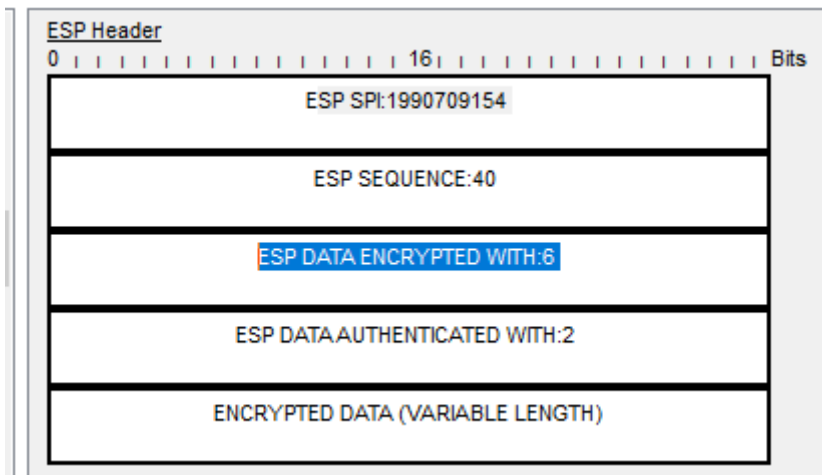 ESP Header
0 16 Bits
ESP SPI:1990709154
ESP SEQUENCE:40
ESP DATA ENCRYPTED WITH:6
ESP DATA AUTHENTICATED WITH:2
ENCRYPTED DATA (VARIABLE LENGTH)